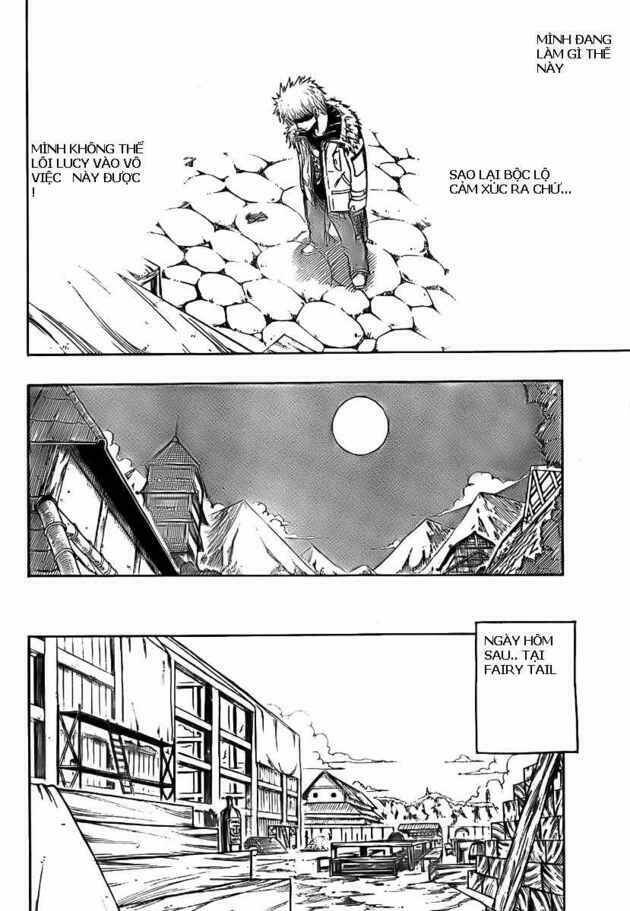 MÌNH ĐANG
LÀM GÌ THẾ
NÀY
MÌNH KHÔNG THỂ
LÔI LUCY VÀO VÔ
VIỆC NÀY ĐƯỢC
!
SAO LẠI BỘC LỘ
CẢM XÚC RA CHỨ...
NGÀY HÔM
SAU.. TẠI
FAIRY TAIL